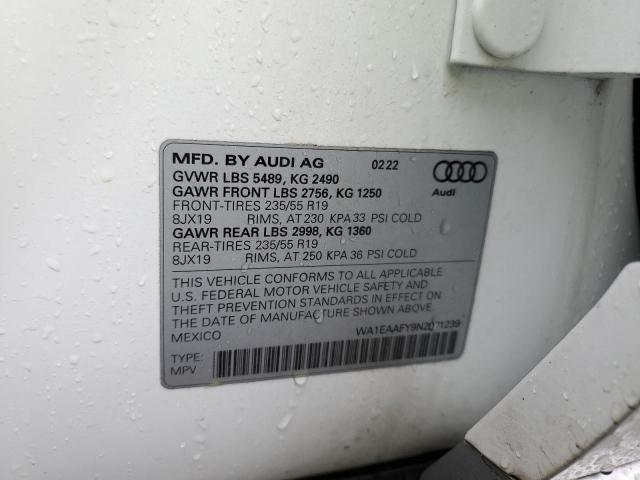 MFD. BY AUDI AG 02 22
GVWR LBS 5489, KG 2490
GAWR FRONT LBS 2756, KG 1250
FRONT-TIRES 235/55 R19
8JX19 RIMS, AT 230 KPA 33 PSI COLD
GAWR REAR LBS 2998, KG 1360
REAR-TIRES 235/55 R19
8JX19 RIMS, AT 250 KPA 36 PSI COLD
Audi
THIS VEHICLE CONFORMS TO ALL APPLICABLE
U.S. FEDERAL MOTOR VEHICLE SAFETY AND
THEFT PREVENTION STANDARDS IN EFFECT ON
THE DATE OF MANUFACTURE SHOWN ABOVE.
MEXICO
WA1EAAFY9N2071239
TYPE:
MPV